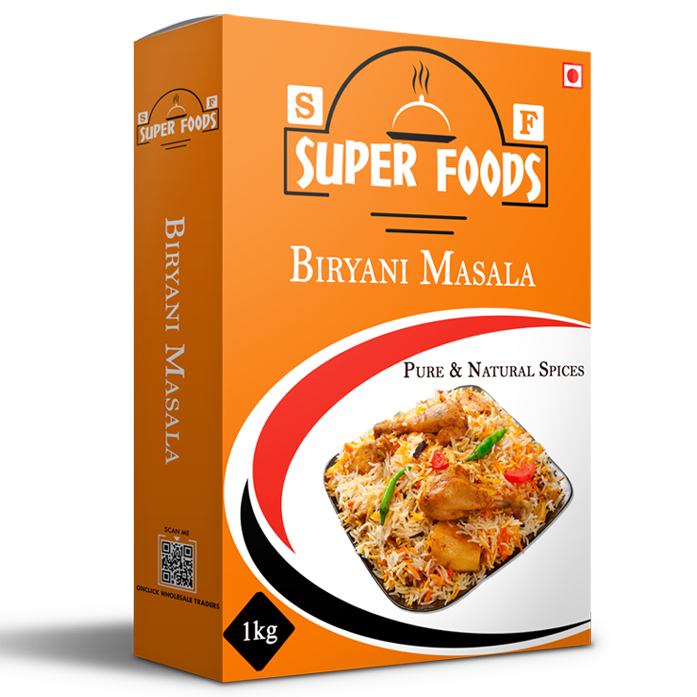 S
F
SUPER FOODS
BIRYANI MASALA
PURE & NATURAL SPICES
1kg
S
F
SUPER FOODS
BIRYANI MASALA
SCAN ME
ONCLICK WHOLESALE TRADERS